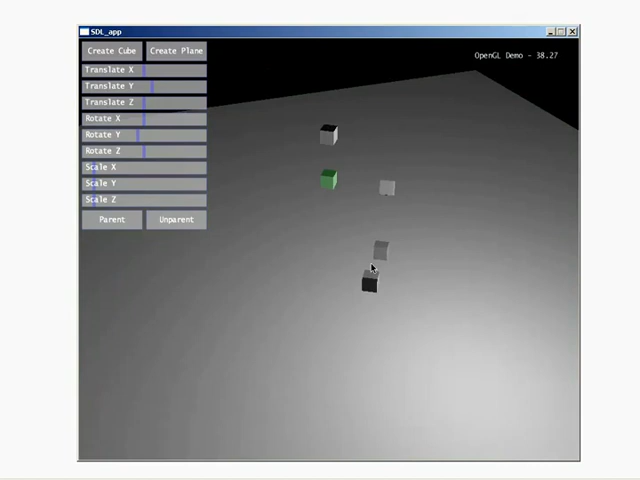 SDL_app
Create Cube Create Plane
OpenGL Demo - 38.27
Translate X
Translate Y
Translate Z
Rotate X
Rotate Y
Rotate Z
Scale X
Scale Y
Scale Z
Parent Unparent